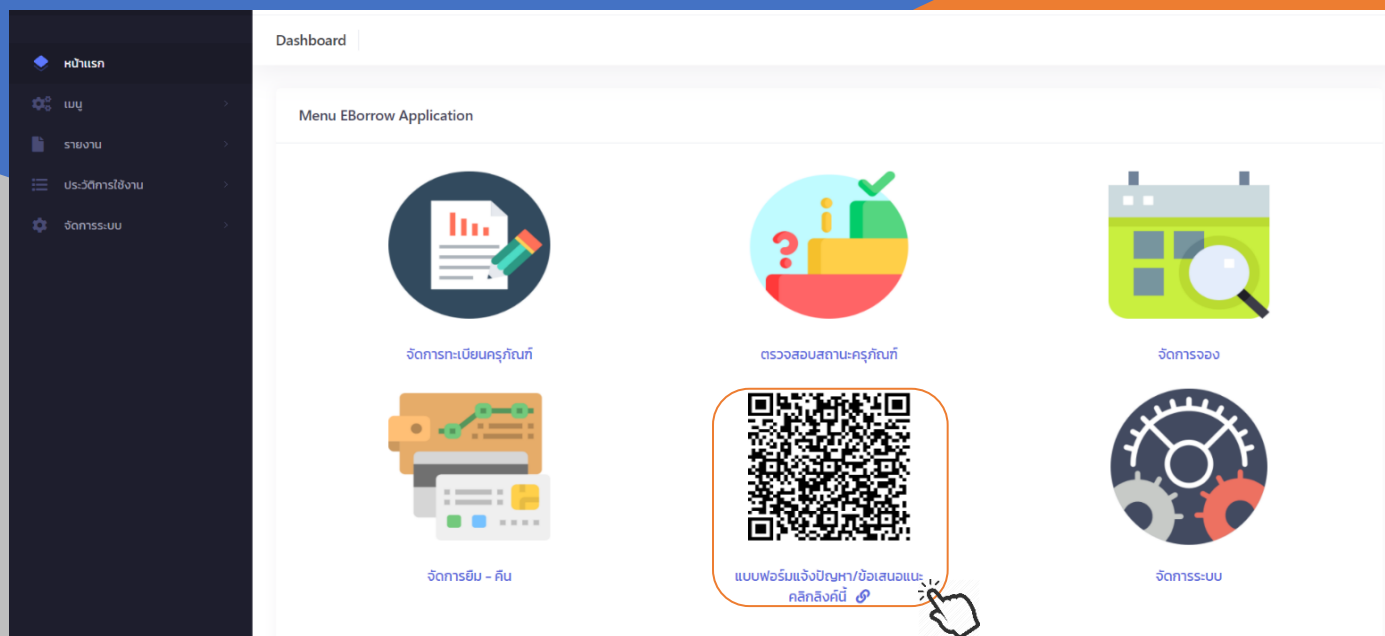 Dashboard
หน้าแรก
เมนู
รายงาน
ประวัติการใช้งาน
จัดการระบบ
Menu EBorrow Application
จัดการทะเบียนครุภัณฑ์
ตรวจสอบสถานะครุภัณฑ์
จัดการจอง
จัดการยืม - คืน
แบบฟอร์มแจ้งปัญหา/ข้อเสนอแนะ
คลิกลิงค์นี้
จัดการระบบ